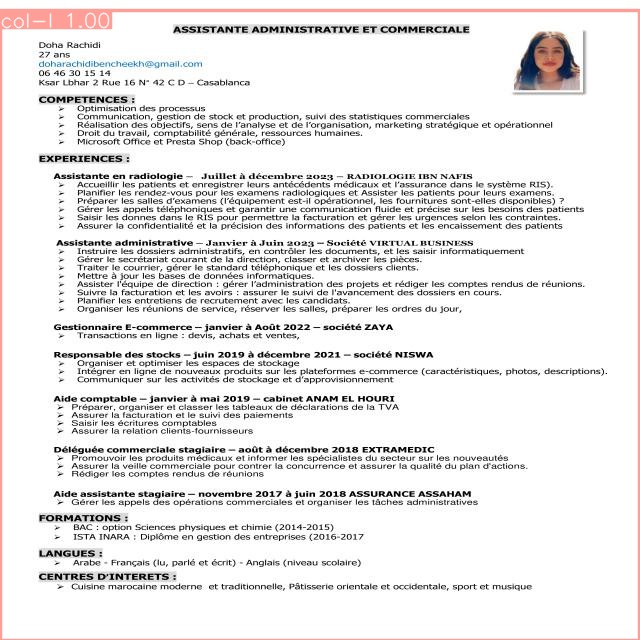 col-l 1.00
ASSISTANTE ADMINISTRATIVE ET COMMERCIALE
Doha Rachidi
27 ans
doharachidibencheekh@gmail.com
06 46 30 15 14
Ksar Lbhar 2 Rue 16 N° 42 C D – Casablanca
COMPETENCES :
➢ Optimisation des processus
➢ Communication, gestion de stock et production, suivi des statistiques commerciales
➢ Réalisation des objectifs, sens de l'analyse et de l'organisation, marketing stratégique et opérationnel
➢ Droit du travail, comptabilité générale, ressources humaines.
➢ Microsoft Office et Presta Shop (back-office)
EXPERIENCES :
Assistante en radiologie – Juillet à décembre 2023 – RADIOLOGIE IBN NAFIS
➢ Accueillir les patients et enregistrer leurs antécédents médicaux et l'assurance dans le système RIS).
➢ Planifier les rendez-vous pour les examens radiologiques et Assister les patients pour leurs examens.
➢ Préparer les salles d'examens (l'équipement est-il opérationnel, les fournitures sont-elles disponibles) ?
➢ Gérer les appels téléphoniques et garantir une communication fluide et précise sur les besoins des patients
➢ Saisir les données dans le RIS pour permettre la facturation et gérer les urgences selon les contraintes.
➢ Assurer la confidentialité et la précision des informations des patients et les encaissement des patients
Assistante administrative – Janvier à Juin 2023 – Société VIRTUAL BUSINESS
➢ Instruire les dossiers administratifs, en contrôler les documents, et les saisir informatiquement
➢ Gérer le secrétariat courant de la direction, classer et archiver les pièces.
➢ Traiter le courrier, gérer le standard téléphonique et les dossiers clients.
➢ Mettre à jour les bases de données informatiques.
➢ Assister l'équipe de direction : gérer l'administration des projets et rédiger les comptes rendus de réunions.
➢ Suivre la facturation et les avoirs : assurer le suivi de l'avancement des dossiers en cours.
➢ Planifier les entretiens de recrutement avec les candidats.
➢ Organiser les réunions de service, réserver les salles, préparer les ordres du jour,
Gestionnaire E-commerce – janvier à Août 2022 – société ZAYA
➢ Transactions en ligne : devis, achats et ventes,
Responsable des stocks – juin 2019 à décembre 2021 – société NISWA
➢ Organiser et optimiser les espaces de stockage
➢ Intégrer en ligne de nouveaux produits sur les plateformes e-commerce (caractéristiques, photos, descriptions).
➢ Communiquer sur les activités de stockage et d'approvisionnement
Aide comptable – janvier à mai 2019 – cabinet ANAM EL HOURI
➢ Préparer, organiser et classer les tableaux de déclarations de la TVA
➢ Assurer la facturation et le suivi des paiements
➢ Saisir les écritures comptables
➢ Assurer la relation clients-fournisseurs
Déléguée commerciale stagiaire – août à décembre 2018 EXTRAMEDIC
➢ Promouvoir les produits médicaux et informer les spécialistes du secteur sur les nouveautés
➢ Assurer la veille commerciale pour contrer la concurrence et assurer la qualité du plan d'actions.
➢ Rédiger les comptes rendus de réunions
Aide assistante stagiaire – novembre 2017 à juin 2018 ASSURANCE ASSAHAM
➢ Gérer les appels des opérations commerciales et organiser les tâches administratives
FORMATIONS :
➢ BAC : option Sciences physiques et chimie (2014-2015)
➢ ISTA INARA : Diplôme en gestion des entreprises (2016-2017
LANGUES :
➢ Arabe - Français (lu, parlé et écrit) - Anglais (niveau scolaire)
CENTRES D'INTERETS :
➢ Cuisine marocaine moderne et traditionnelle, Pâtisserie orientale et occidentale, sport et musique